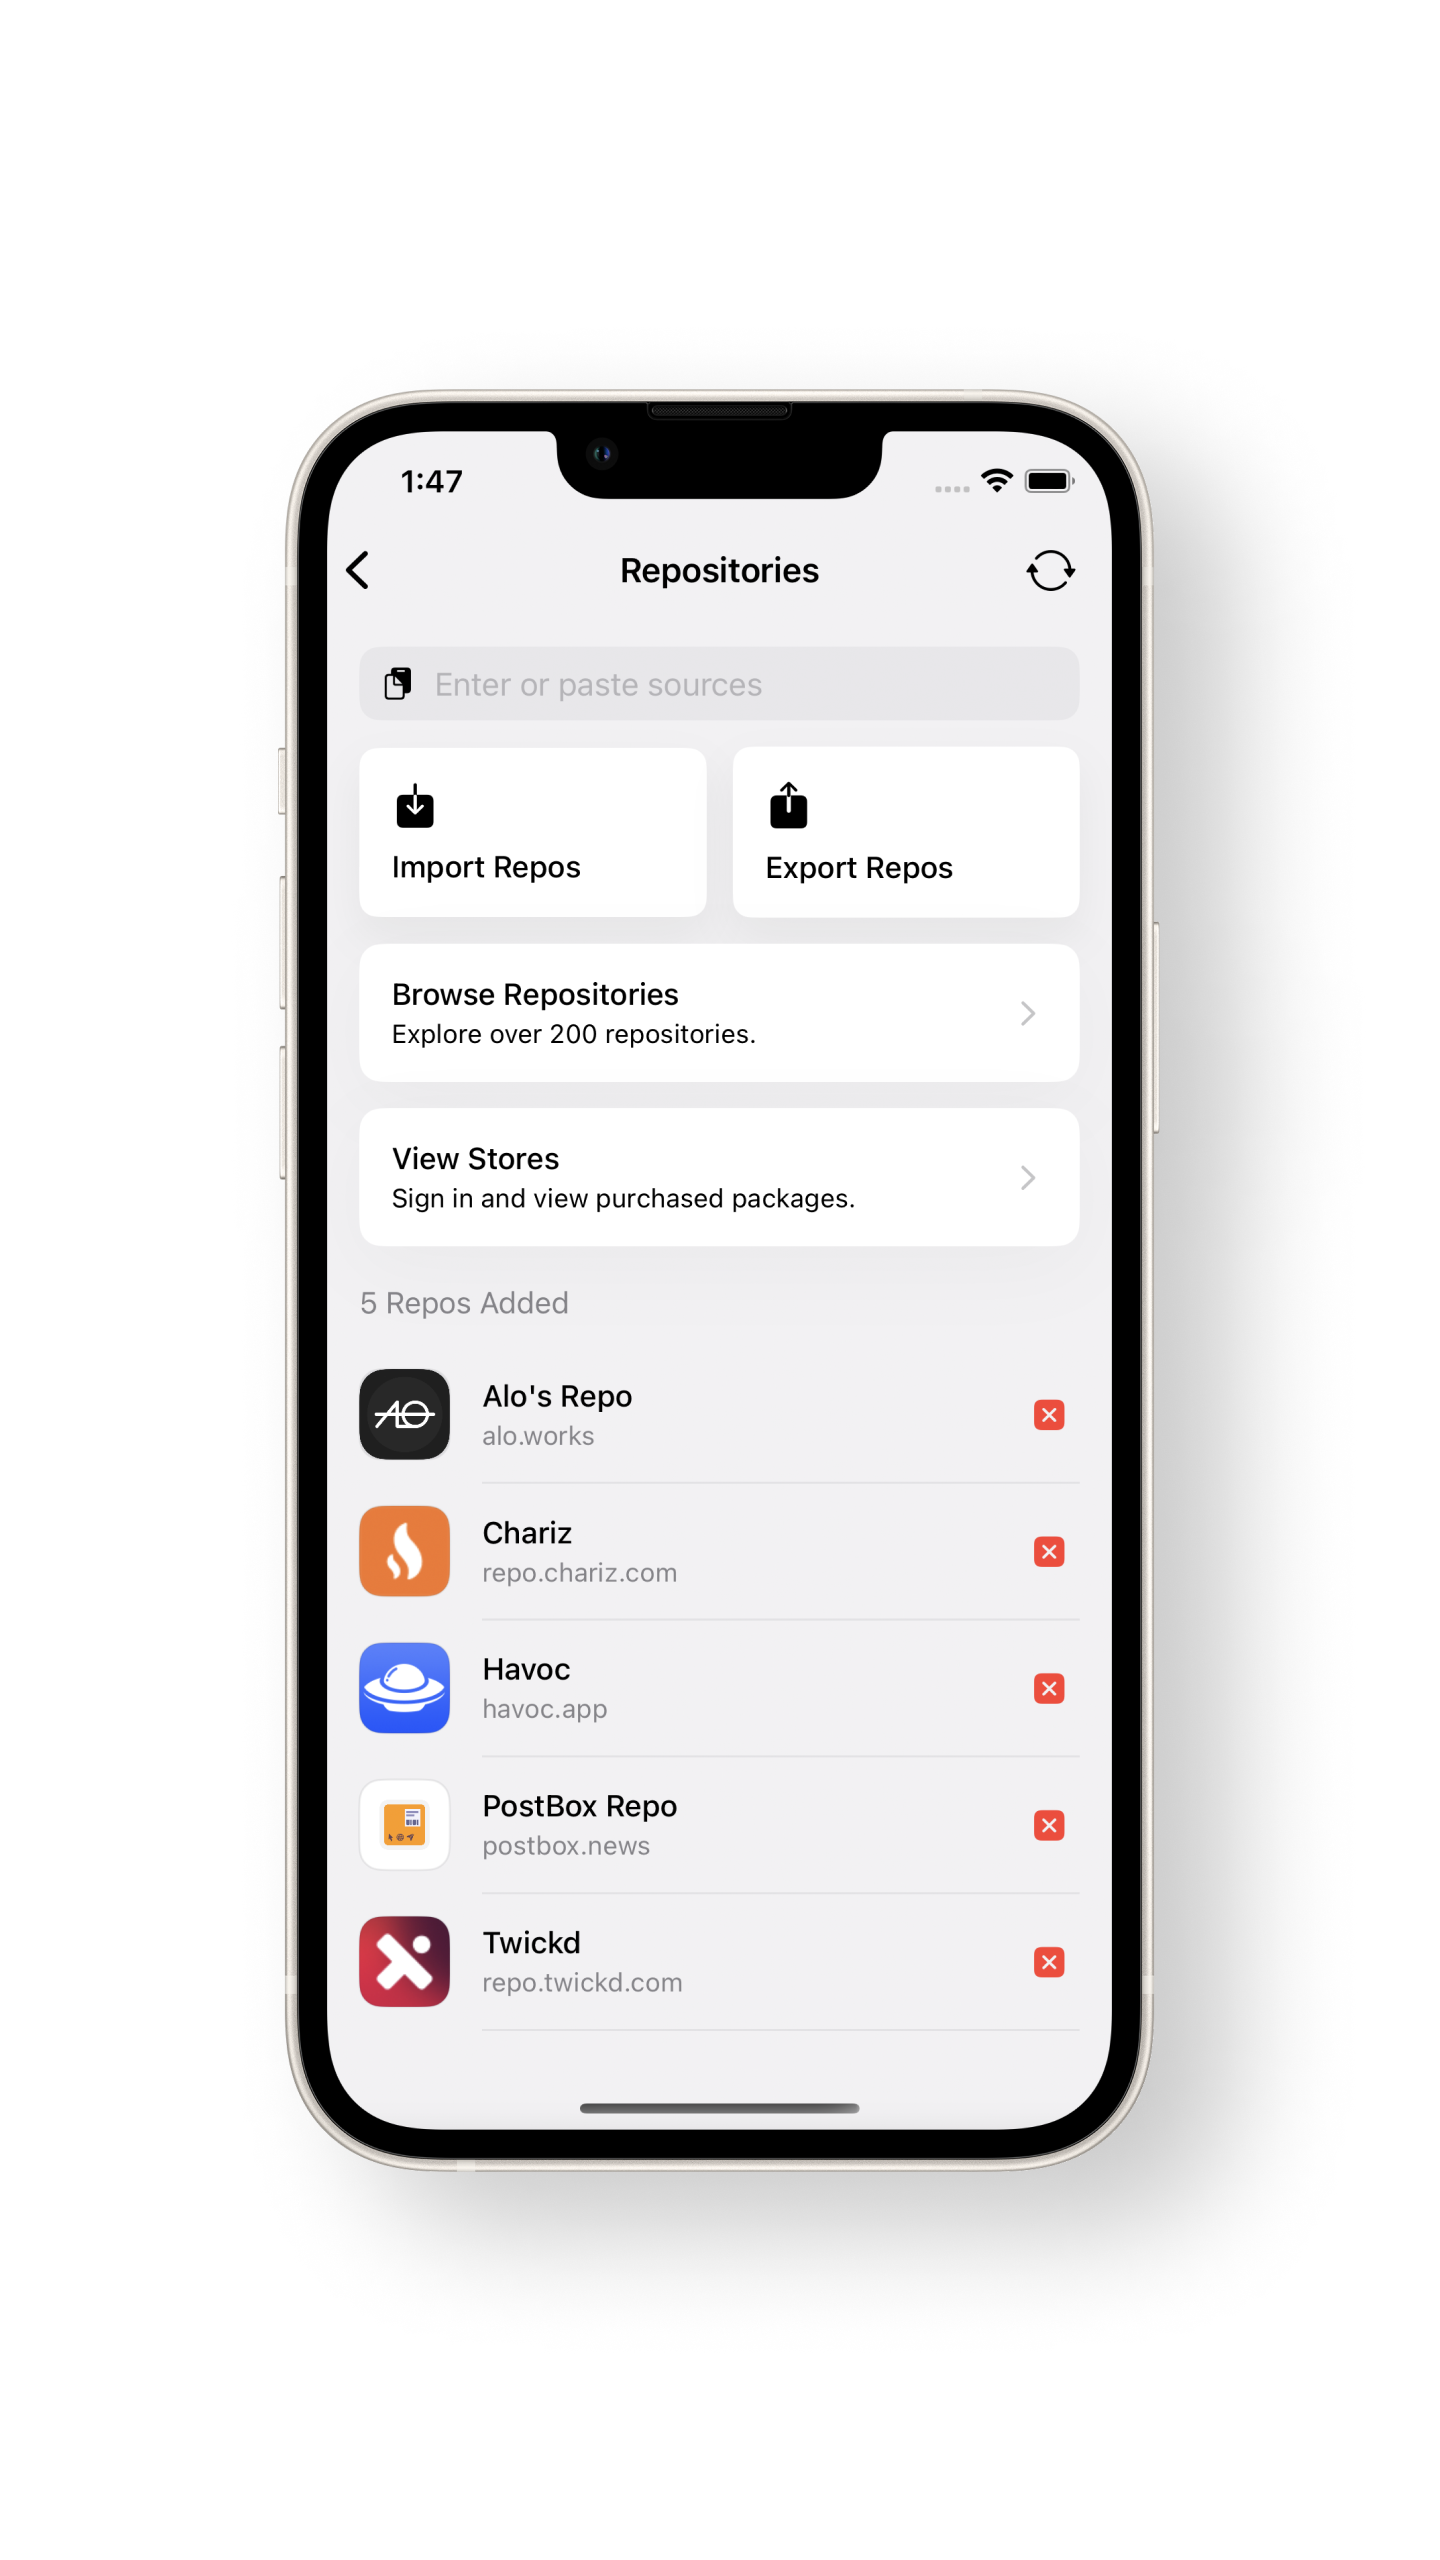 1:47
Repositories
Enter or paste sources
Import Repos
Export Repos
Browse Repositories
Explore over 200 repositories.
View Stores
Sign in and view purchased packages.
5 Repos Added
Alo's Repo
alo.works
Chariz
repo.chariz.com
Havoc
havoc.app
PostBox Repo
postbox.news
Twickd
repo.twickd.com